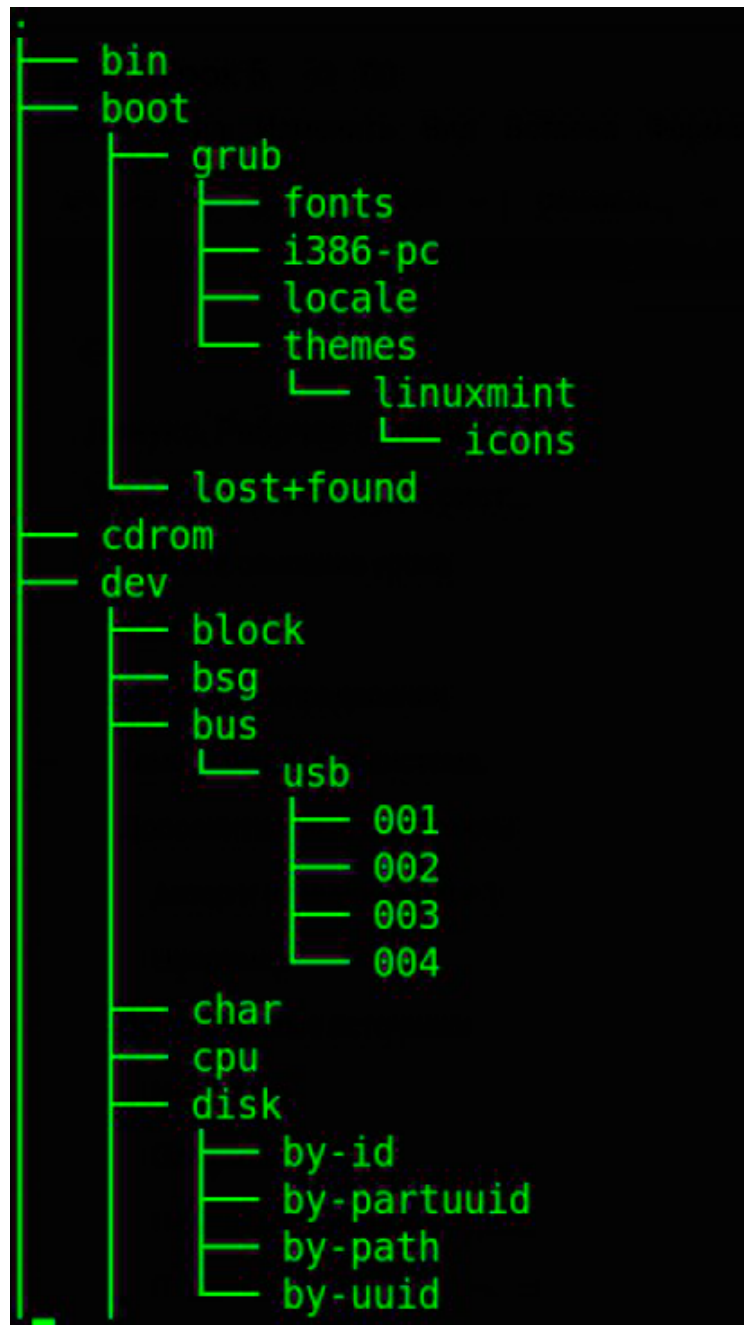 .
├── bin
├── boot
│   ├── grub
│   │   ├── fonts
│   │   ├── i386-pc
│   │   ├── locale
│   │   └── themes
│   │       └── linuxmint
│   │           └── icons
│   └── lost+found
├── cdrom
├── dev
│   ├── block
│   ├── bsg
│   ├── bus
│   │   └── usb
│   │       ├── 001
│   │       ├── 002
│   │       ├── 003
│   │       └── 004
│   ├── char
│   ├── cpu
│   ├── disk
│   │   ├── by-id
│   │   ├── by-partuuid
│   │   ├── by-path
│   │   └── by-uuid